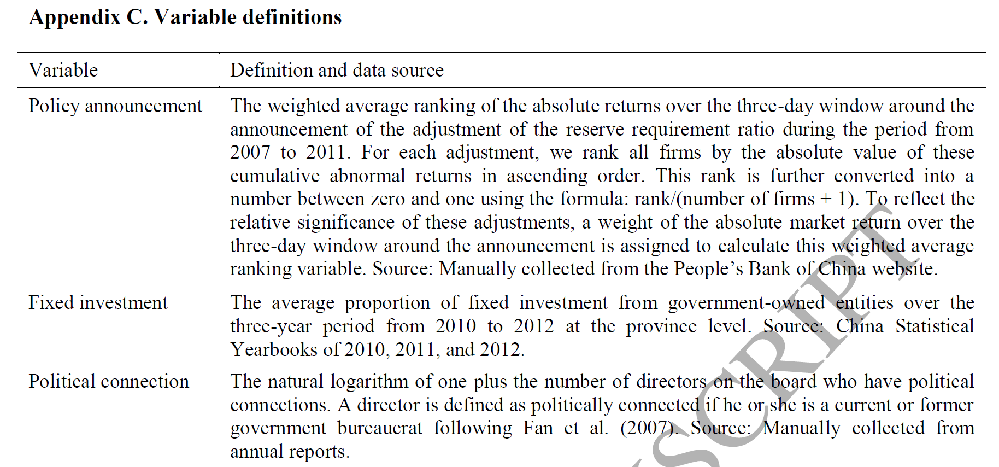 Appendix C. Variable definitions
Variable Definition and data source
Policy announcement The weighted average ranking of the absolute returns over the three-day window around the
announcement of the adjustment of the reserve requirement ratio during the period from
2007 to 2011. For each adjustment, we rank all firms by the absolute value of these
cumulative abnormal returns in ascending order. This rank is further converted into a
number between zero and one using the formula: rank/(number of firms + 1). To reflect the
relative significance of these adjustments, a weight of the absolute market return over the
three-day window around the announcement is assigned to calculate this weighted average
ranking variable. Source: Manually collected from the People’s Bank of China website.
Fixed investment The average proportion of fixed investment from government-owned entities over the
three-year period from 2010 to 2012 at the province level. Source: China Statistical
Yearbooks of 2010, 2011, and 2012.
Political connection The natural logarithm of one plus the number of directors on the board who have political
connections. A director is defined as politically connected if he or she is a current or former
government bureaucrat following Fan et al. (2007). Source: Manually collected from
annual reports.
SCRIPT